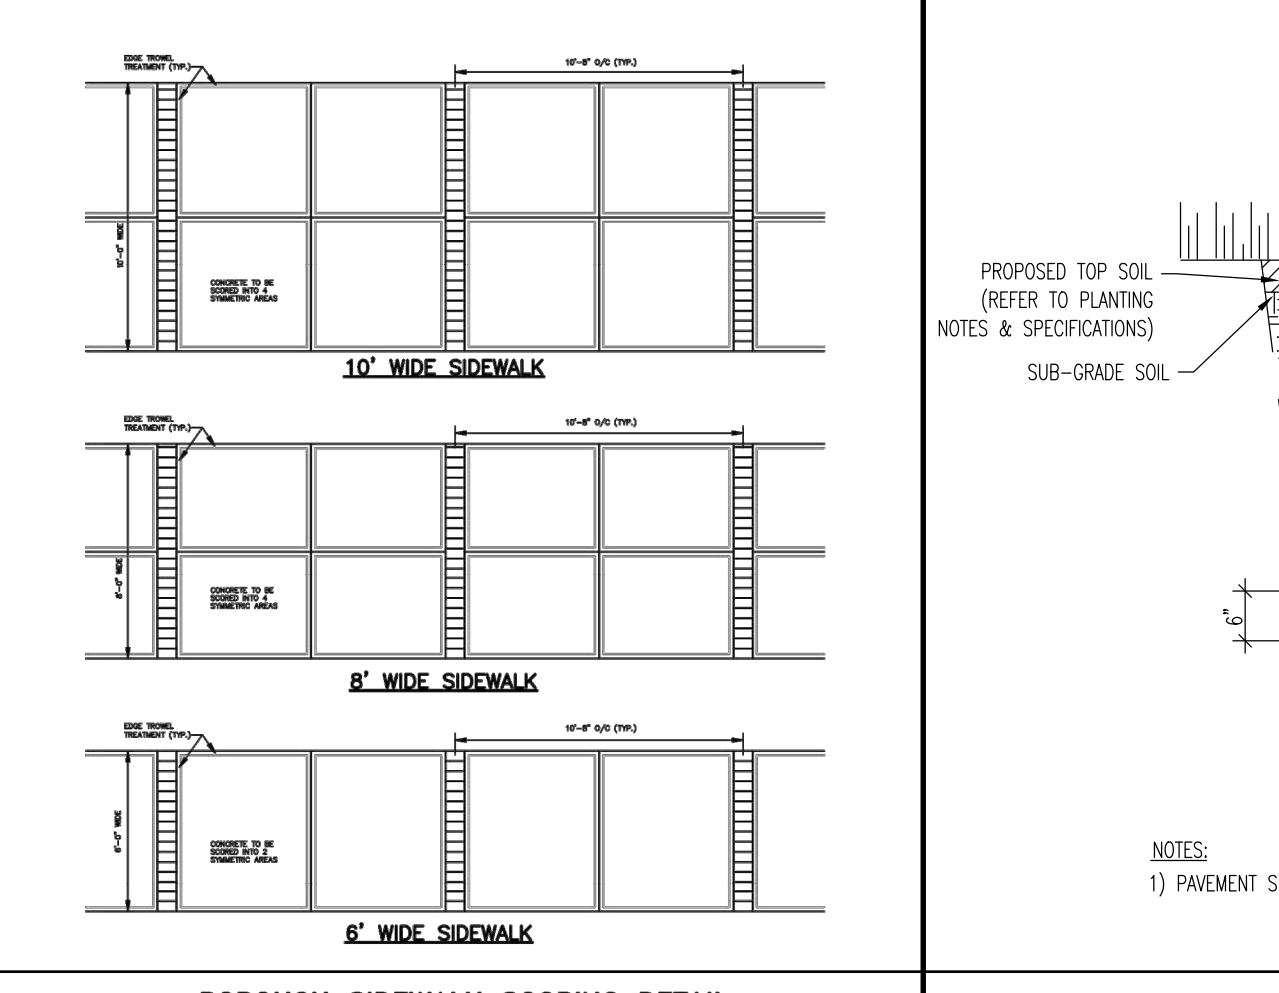 EDGE TROWEL
TREATMENT (TYP.)
10'-8" O/C (TYP.)
10'-0" WIDE
CONCRETE TO BE
SCORED INTO 4
SYMMETRIC AREAS
10' WIDE SIDEWALK
EDGE TROWEL
TREATMENT (TYP.)
10'-8" O/C (TYP.)
8'-0" WIDE
CONCRETE TO BE
SCORED INTO 4
SYMMETRIC AREAS
8' WIDE SIDEWALK
EDGE TROWEL
TREATMENT (TYP.)
10'-8" O/C (TYP.)
6'-0" WIDE
CONCRETE TO BE
SCORED INTO 2
SYMMETRIC AREAS
6' WIDE SIDEWALK
SIDEWALK SCORING DETAIL
PROPOSED TOP SOIL
(REFER TO PLANTING
NOTES & SPECIFICATIONS)
SUB-GRADE SOIL
6"
NOTES:
1) PAVEMENT S